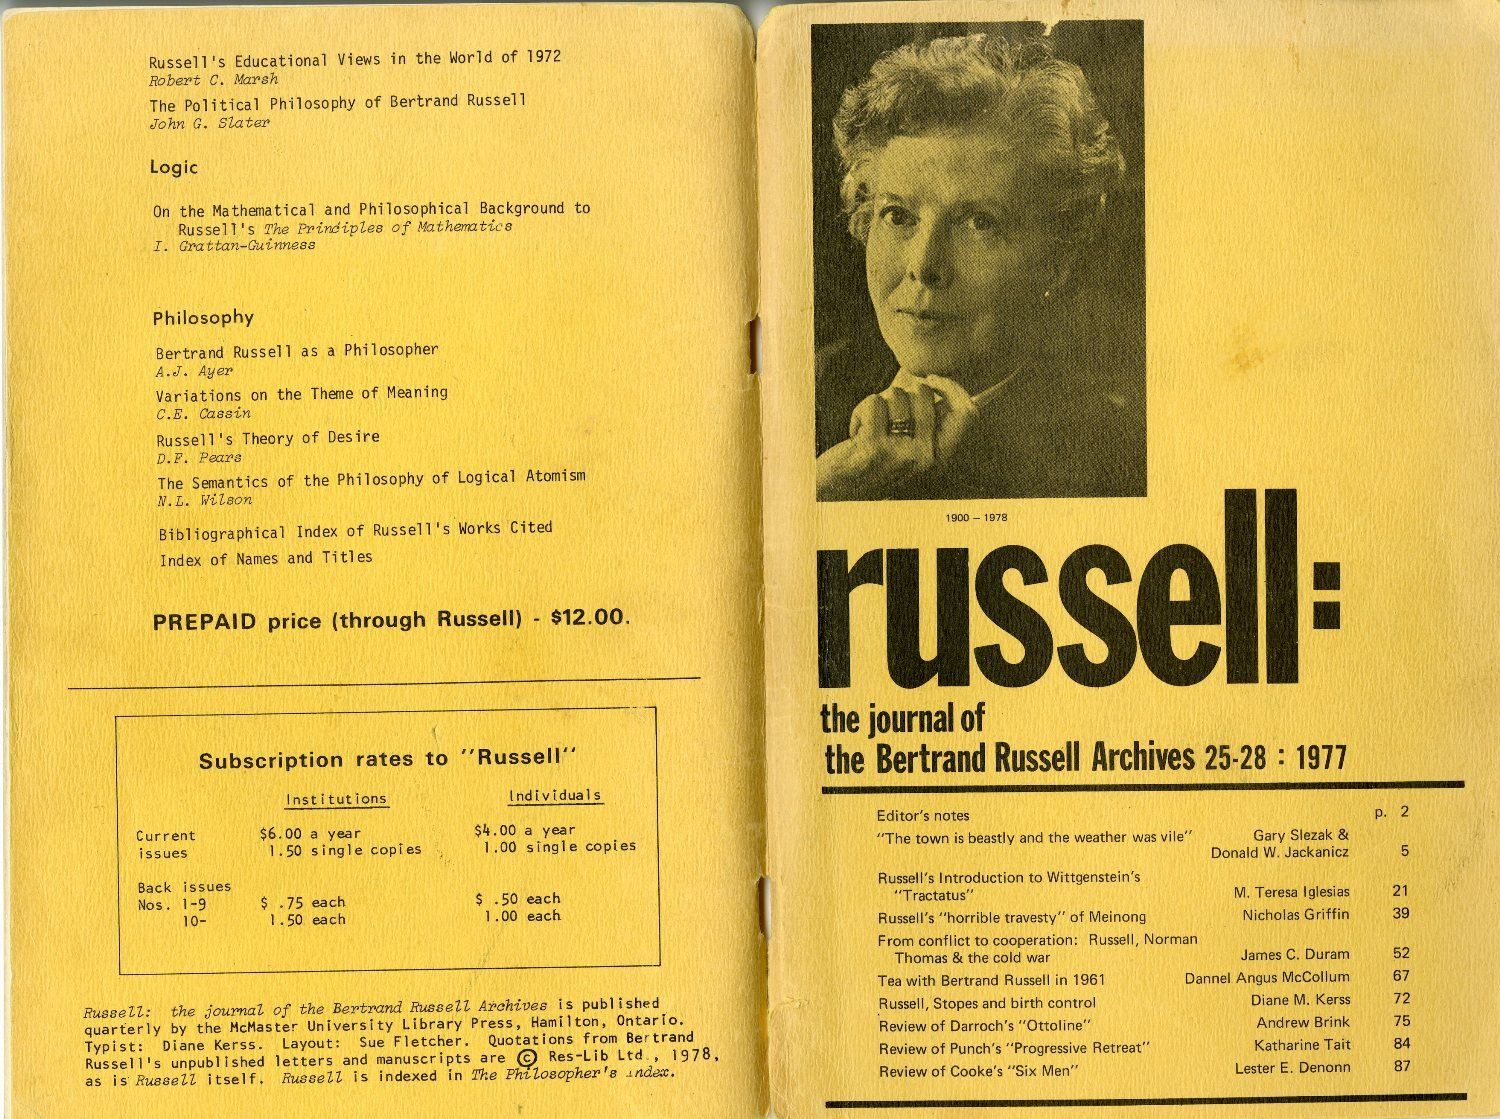 Russell's Educational Views in the World of 1972
Robert C. Marsh
The Political Philosophy of Bertrand Russell
John G. Slater
Logic
On the Mathematical and Philosophical Background to
Russell's The Principles of Mathematics
I. Grattan-Guinness
Philosophy
Bertrand Russell as a Philosopher
A.J. Ayer
Variations on the Theme of Meaning
C.E. Cassin
Russell's Theory of Desire
D.F. Pears
The Semantics of the Philosophy of Logical Atomism
N.L. Wilson
Bibliographical Index of Russell's Works Cited
Index of Names and Titles
PREPAID price (through Russell) - $12.00.
Subscription rates to "Russell"
Institutions Individuals
Current $6.00 a year $4.00 a year
issues 1.50 single copies 1.00 single copies
Back issues
Nos. 1-9 $ .75 each $ .50 each
10- 1.50 each 1.00 each
Russell: the journal of the Bertrand Russell Archives is published
quarterly by the McMaster University Library Press, Hamilton, Ontario.
Typist: Diane Kerss. Layout: Sue Fletcher. Quotations from Bertrand
Russell's unpublished letters and manuscripts are © Res-Lib Ltd., 1978,
as is Russell itself. Russell is indexed in The Philosopher's index.
1900 – 1978
russell:
the journal of
the Bertrand Russell Archives 25-28 : 1977
Editor's notes p. 2
"The town is beastly and the weather was vile" Gary Slezak &
Donald W. Jackanicz 5
Russell's Introduction to Wittgenstein's
"Tractatus" M. Teresa Iglesias 21
Russell's "horrible travesty" of Meinong Nicholas Griffin 39
From conflict to cooperation: Russell, Norman
Thomas & the cold war James C. Duram 52
Tea with Bertrand Russell in 1961 Dannel Angus McCollum 67
Russell, Stopes and birth control Diane M. Kerss 72
Review of Darroch's "Ottoline" Andrew Brink 75
Review of Punch's "Progressive Retreat" Katharine Tait 84
Review of Cooke's "Six Men" Lester E. Denonn 87